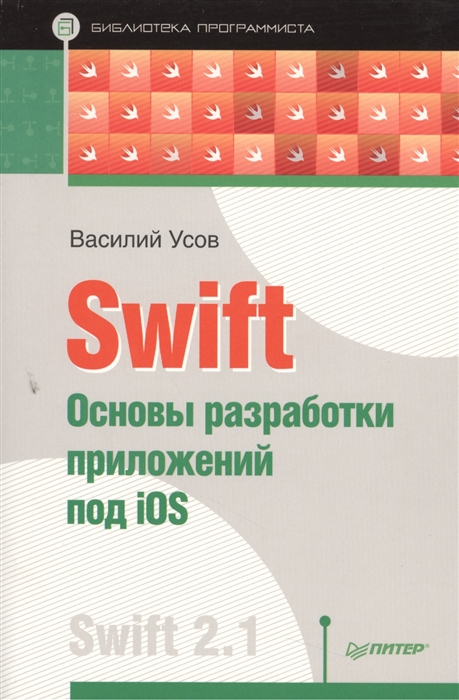 БИБЛИОТЕКА ПРОГРАММИСТА
Василий Усов
Swift
Основы разработки
приложений
под iOS
Swift 2.1
ПИТЕР®